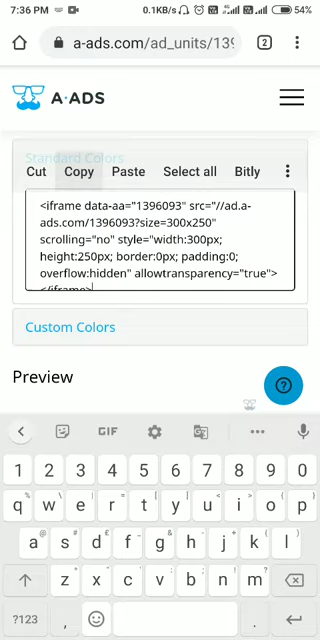 7:36 PM
0.1KB/s
54%
a-ads.com/ad_units/139
2
A·ADS
Standard Colors
Cut Copy Paste Select all Bitly
<iframe data-aa="1396093" src="//ad.a-
ads.com/1396093?size=300x250"
scrolling="no" style="width:300px;
height:250px; border:0px; padding:0;
overflow:hidden" allowtransparency="true">
</iframe>
Custom Colors
Preview
GIF
1 2 3 4 5 6 7 8 9 0
q w e r t y u i o p
a s d f g h j k l
z x c v b n m
?123 , .